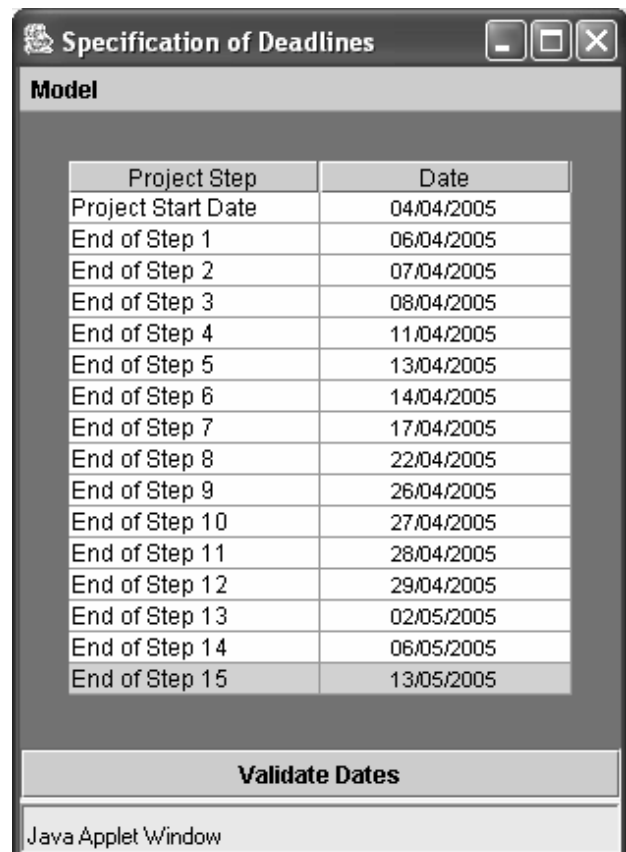 Specification of Deadlines
Model
Project Step Date
Project Start Date 04/04/2005
End of Step 1 06/04/2005
End of Step 2 07/04/2005
End of Step 3 08/04/2005
End of Step 4 11/04/2005
End of Step 5 13/04/2005
End of Step 6 14/04/2005
End of Step 7 17/04/2005
End of Step 8 22/04/2005
End of Step 9 26/04/2005
End of Step 10 27/04/2005
End of Step 11 28/04/2005
End of Step 12 29/04/2005
End of Step 13 02/05/2005
End of Step 14 06/05/2005
End of Step 15 13/05/2005
Validate Dates
Java Applet Window